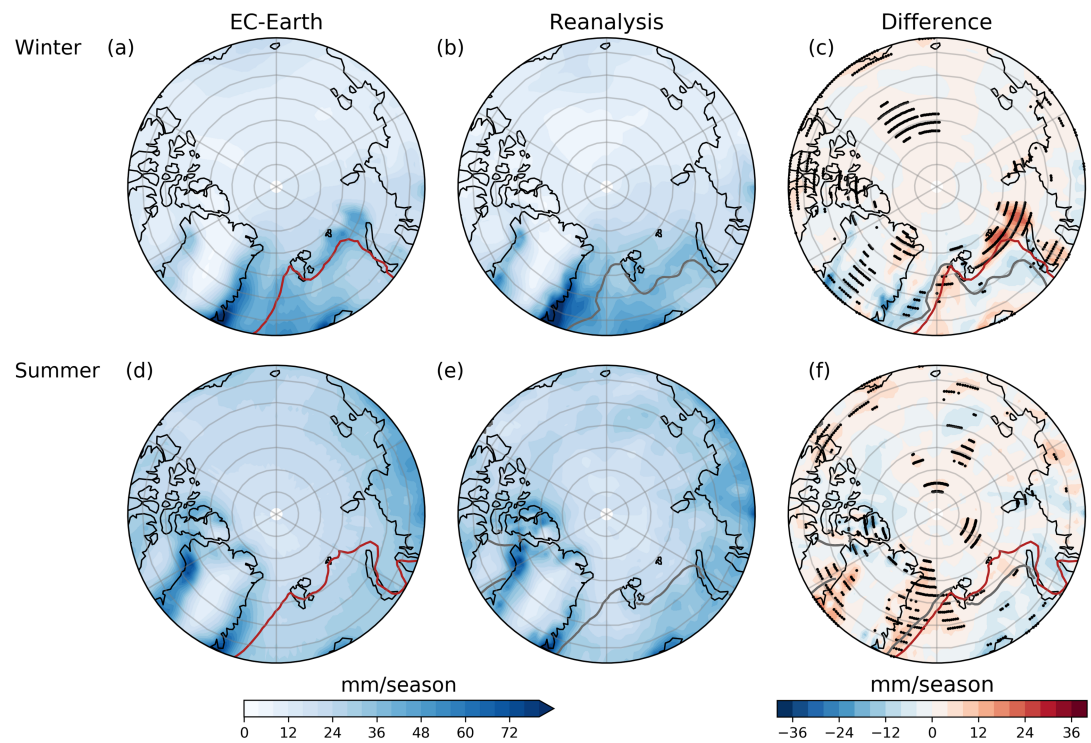 EC-Earth Reanalysis Difference
Winter (a) (b) (c)
Summer (d) (e) (f)
mm/season mm/season
0 12 24 36 48 60 72 −36 −24 −12 0 12 24 36